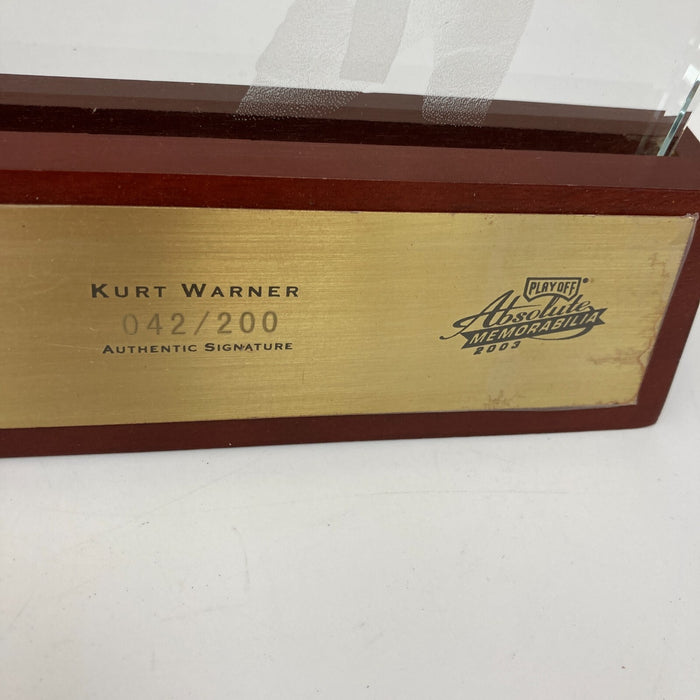 KURT WARNER
042/200
AUTHENTIC SIGNATURE
PLAYOFF
Absolute
MEMORABILIA
2003